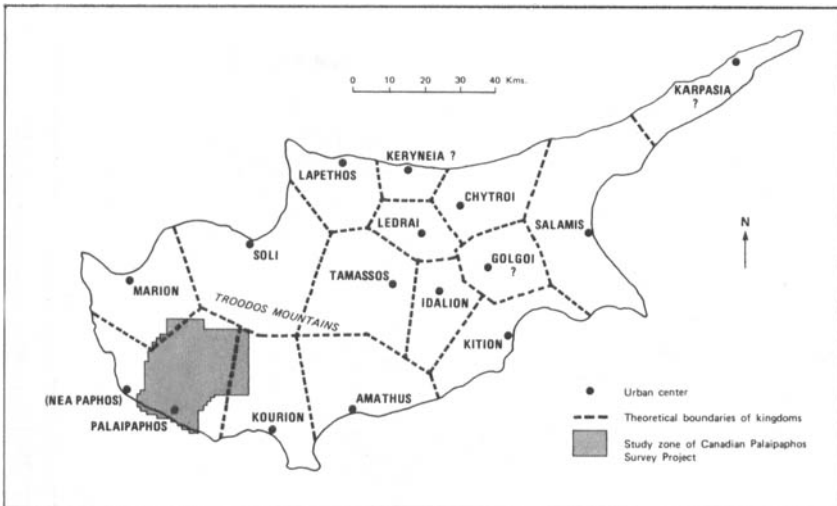 0 10 20 30 40 Kms.
KARPASIA
?
KERYNEIA ?
LAPETHOS
CHYTROI
LEDRAI
SALAMIS
N
SOLI
GOLGOI
?
TAMASSOS
MARION
IDALION
TROODOS MOUNTAINS
KITION
(NEA PAPHOS)
Urban center
AMATHUS
Theoretical boundaries of kingdoms
PALAIPAPHOS
KOURION
Study zone of Canadian Palaipaphos
Survey Project